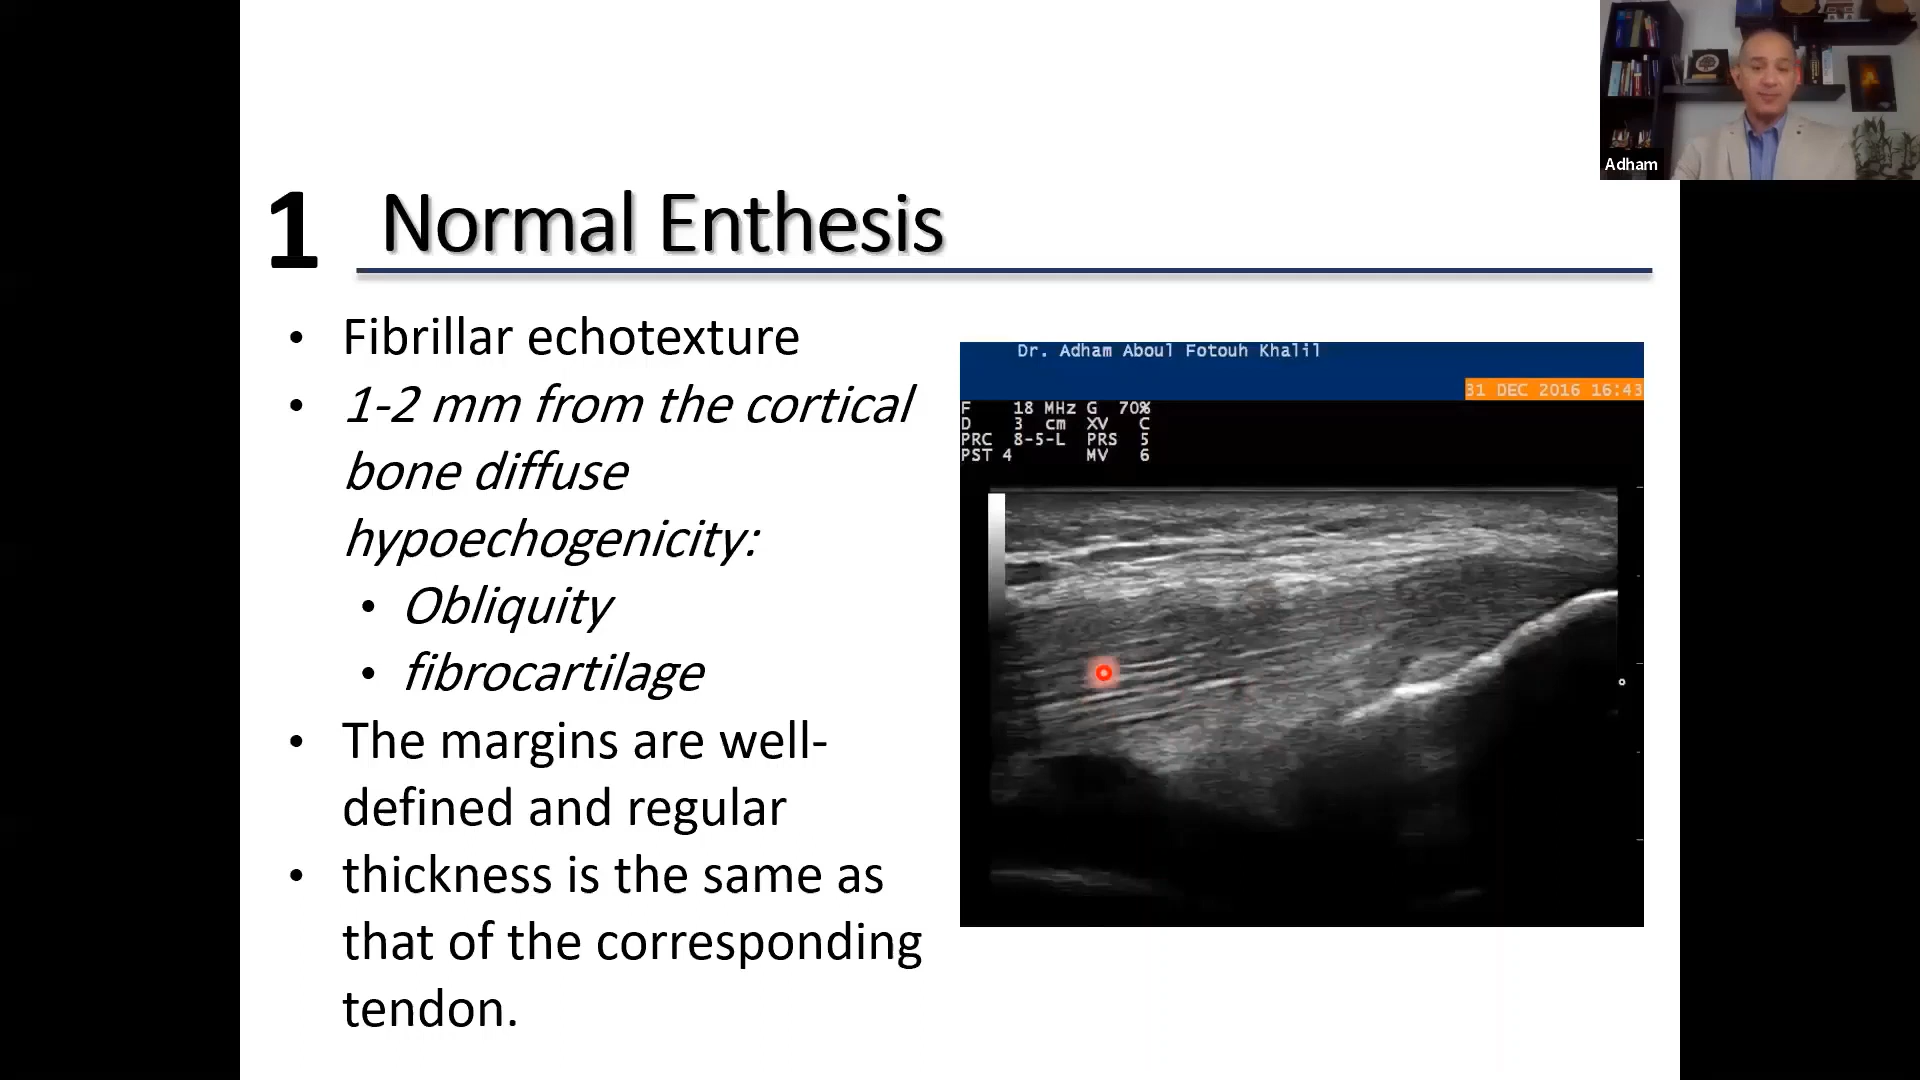 Adham
1 Normal Enthesis
• Fibrillar echotexture
• 1-2 mm from the cortical
bone diffuse
hypoechogenicity:
• Obliquity
• fibrocartilage
• The margins are well-
defined and regular
• thickness is the same as
that of the corresponding
tendon.
Dr. Adham Aboul Fotouh Khalil
31 DEC 2016 16:43
F 18 MHz G 70%
D 3 cm XV C
PRC 8-5-L PRS 5
PST 4 MV 6